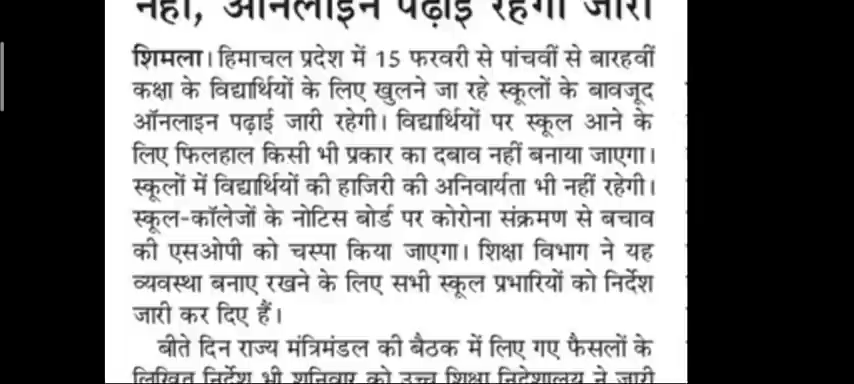 नहीं, ऑनलाइन पढ़ाई रहेगी जारी
शिमला। हिमाचल प्रदेश में 15 फरवरी से पांचवीं से बारहवीं
कक्षा के विद्यार्थियों के लिए खुलने जा रहे स्कूलों के बावजूद
ऑनलाइन पढ़ाई जारी रहेगी। विद्यार्थियों पर स्कूल आने के
लिए फिलहाल किसी भी प्रकार का दबाव नहीं बनाया जाएगा।
स्कूलों में विद्यार्थियों की हाजिरी की अनिवार्यता भी नहीं रहेगी।
स्कूल-कॉलेजों के नोटिस बोर्ड पर कोरोना संक्रमण से बचाव
की एसओपी को चस्पा किया जाएगा। शिक्षा विभाग ने यह
व्यवस्था बनाए रखने के लिए सभी स्कूल प्रभारियों को निर्देश
जारी कर दिए हैं।
बीते दिन राज्य मंत्रिमंडल की बैठक में लिए गए फैसलों के
लिखित निर्देश भी शनिवार को उच्च शिक्षा निदेशालय ने जारी